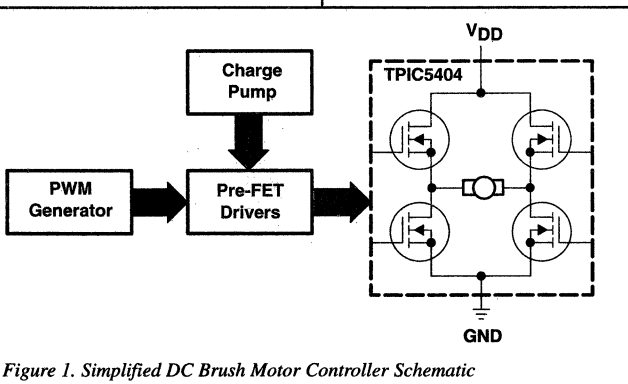 Charge
Pump
PWM
Generator
Pre-FET
Drivers
VDD
TPIC5404
GND
Figure 1. Simplified DC Brush Motor Controller Schematic